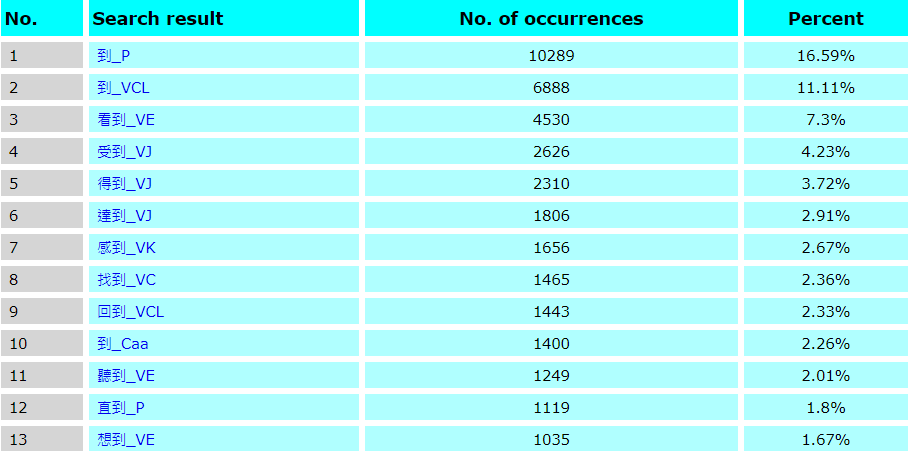 No. Search result No. of occurrences Percent
1 到_P 10289 16.59%
2 到_VCL 6888 11.11%
3 看到_VE 4530 7.3%
4 受到_VJ 2626 4.23%
5 得到_VJ 2310 3.72%
6 達到_VJ 1806 2.91%
7 感到_VK 1656 2.67%
8 找到_VC 1465 2.36%
9 回到_VCL 1443 2.33%
10 到_Caa 1400 2.26%
11 聽到_VE 1249 2.01%
12 直到_P 1119 1.8%
13 想到_VE 1035 1.67%